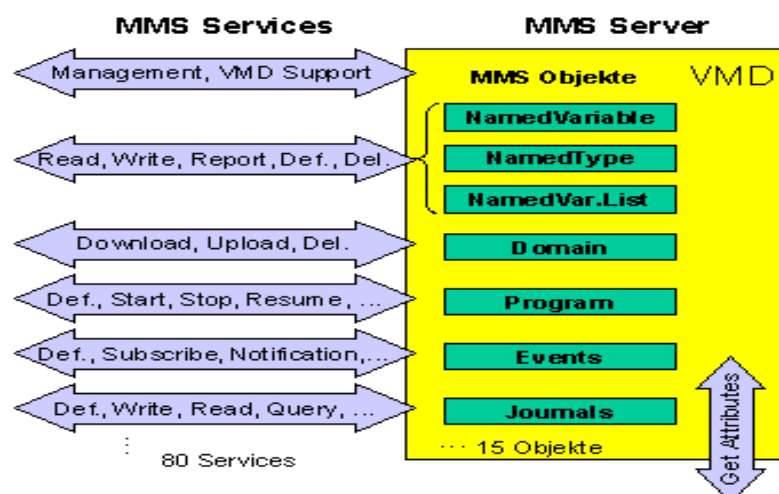 MMS Services
MMS Server
Management, VMD Support
MMS Objekte
VMD
NamedVariable
Read, Write, Report, Def., Del.
NamedType
NamedVar.List
Download, Upload, Del.
Domain
Def., Start, Stop, Resume, ...
Program
Def., Subscribe, Notification,...
Events
Def., Write, Read, Query, ...
Journals
80 Services
... 15 Objekte
Get Attributes